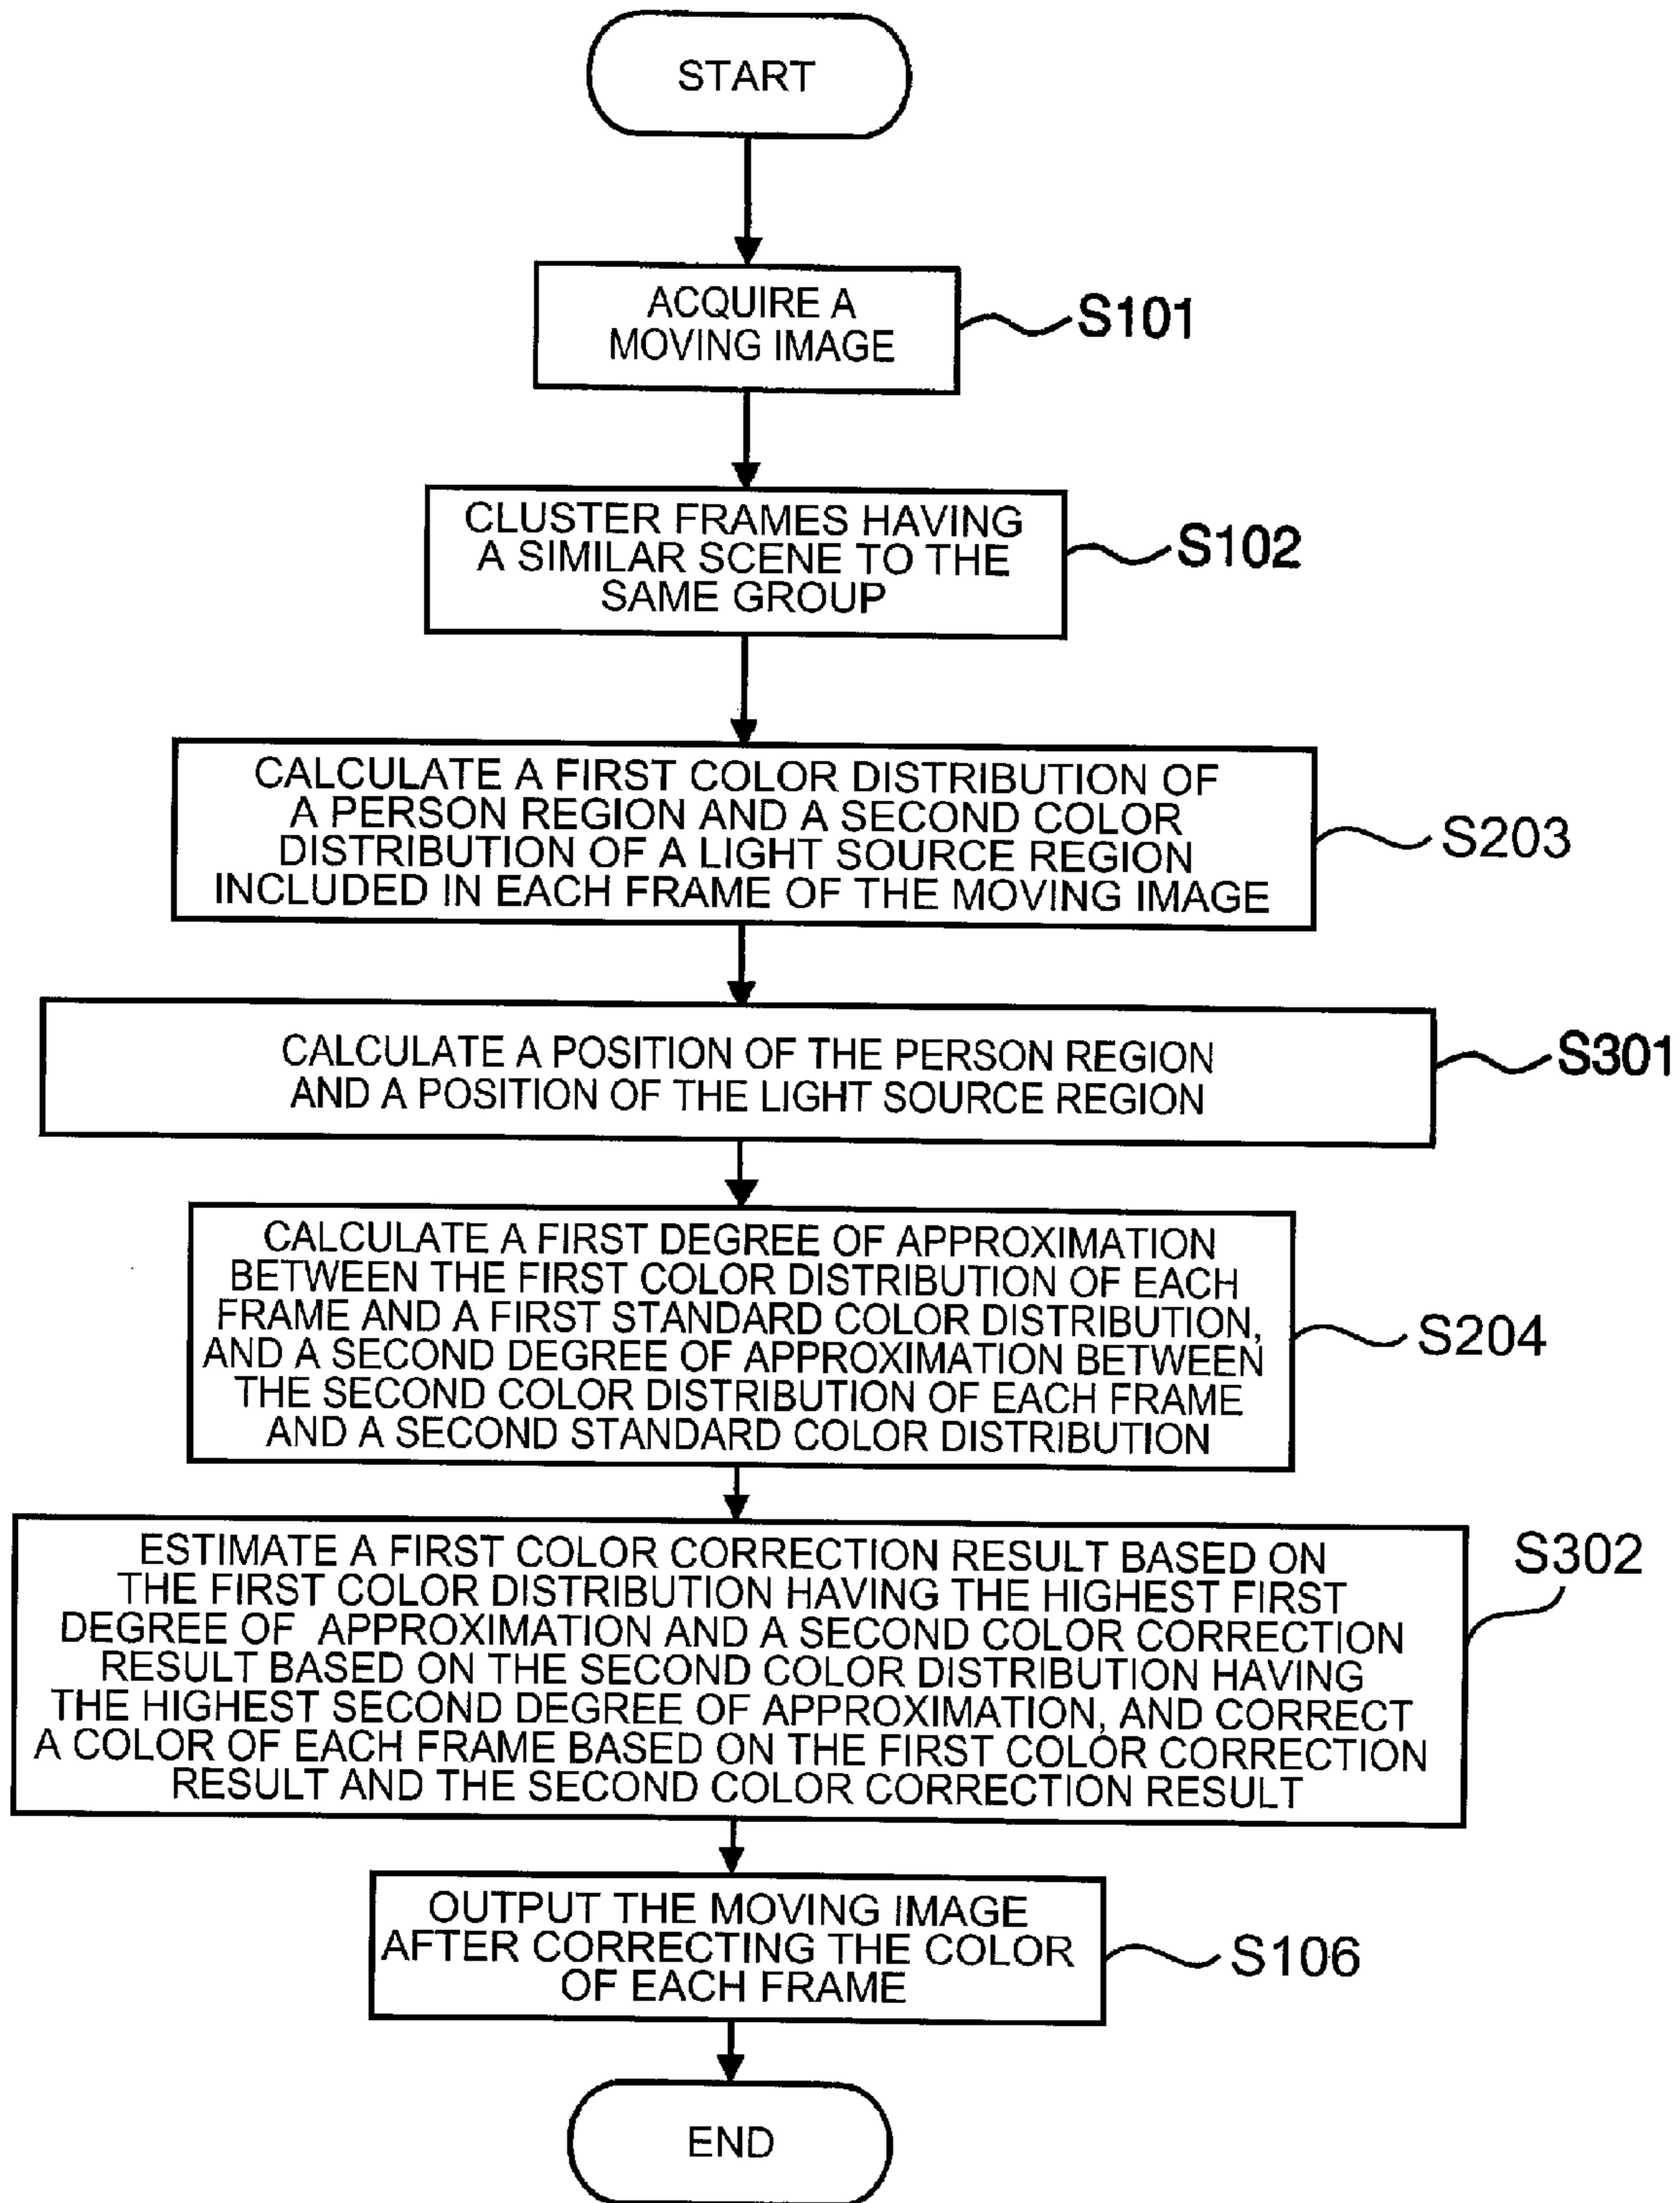 START
ACQUIRE A
MOVING IMAGE
S101
CLUSTER FRAMES HAVING
A SIMILAR SCENE TO THE
SAME GROUP
S102
CALCULATE A FIRST COLOR DISTRIBUTION OF
A PERSON REGION AND A SECOND COLOR
DISTRIBUTION OF A LIGHT SOURCE REGION
INCLUDED IN EACH FRAME OF THE MOVING IMAGE
S203
CALCULATE A POSITION OF THE PERSON REGION
AND A POSITION OF THE LIGHT SOURCE REGION
S301
CALCULATE A FIRST DEGREE OF APPROXIMATION
BETWEEN THE FIRST COLOR DISTRIBUTION OF EACH
FRAME AND A FIRST STANDARD COLOR DISTRIBUTION,
AND A SECOND DEGREE OF APPROXIMATION BETWEEN
THE SECOND COLOR DISTRIBUTION OF EACH FRAME
AND A SECOND STANDARD COLOR DISTRIBUTION
S204
ESTIMATE A FIRST COLOR CORRECTION RESULT BASED ON
THE FIRST COLOR DISTRIBUTION HAVING THE HIGHEST FIRST
DEGREE OF APPROXIMATION AND A SECOND COLOR CORRECTION
RESULT BASED ON THE SECOND COLOR DISTRIBUTION HAVING
THE HIGHEST SECOND DEGREE OF APPROXIMATION, AND CORRECT
A COLOR OF EACH FRAME BASED ON THE FIRST COLOR CORRECTION
RESULT AND THE SECOND COLOR CORRECTION RESULT
S302
OUTPUT THE MOVING IMAGE
AFTER CORRECTING THE COLOR
OF EACH FRAME
S106
END